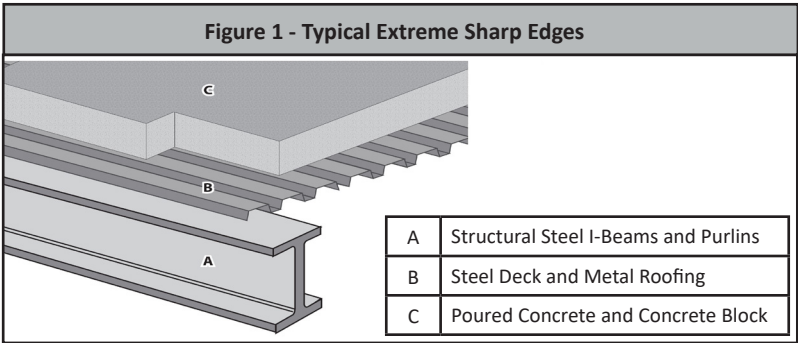 Figure 1 - Typical Extreme Sharp Edges
C
B
A
A Structural Steel I-Beams and Purlins
B Steel Deck and Metal Roofing
C Poured Concrete and Concrete Block